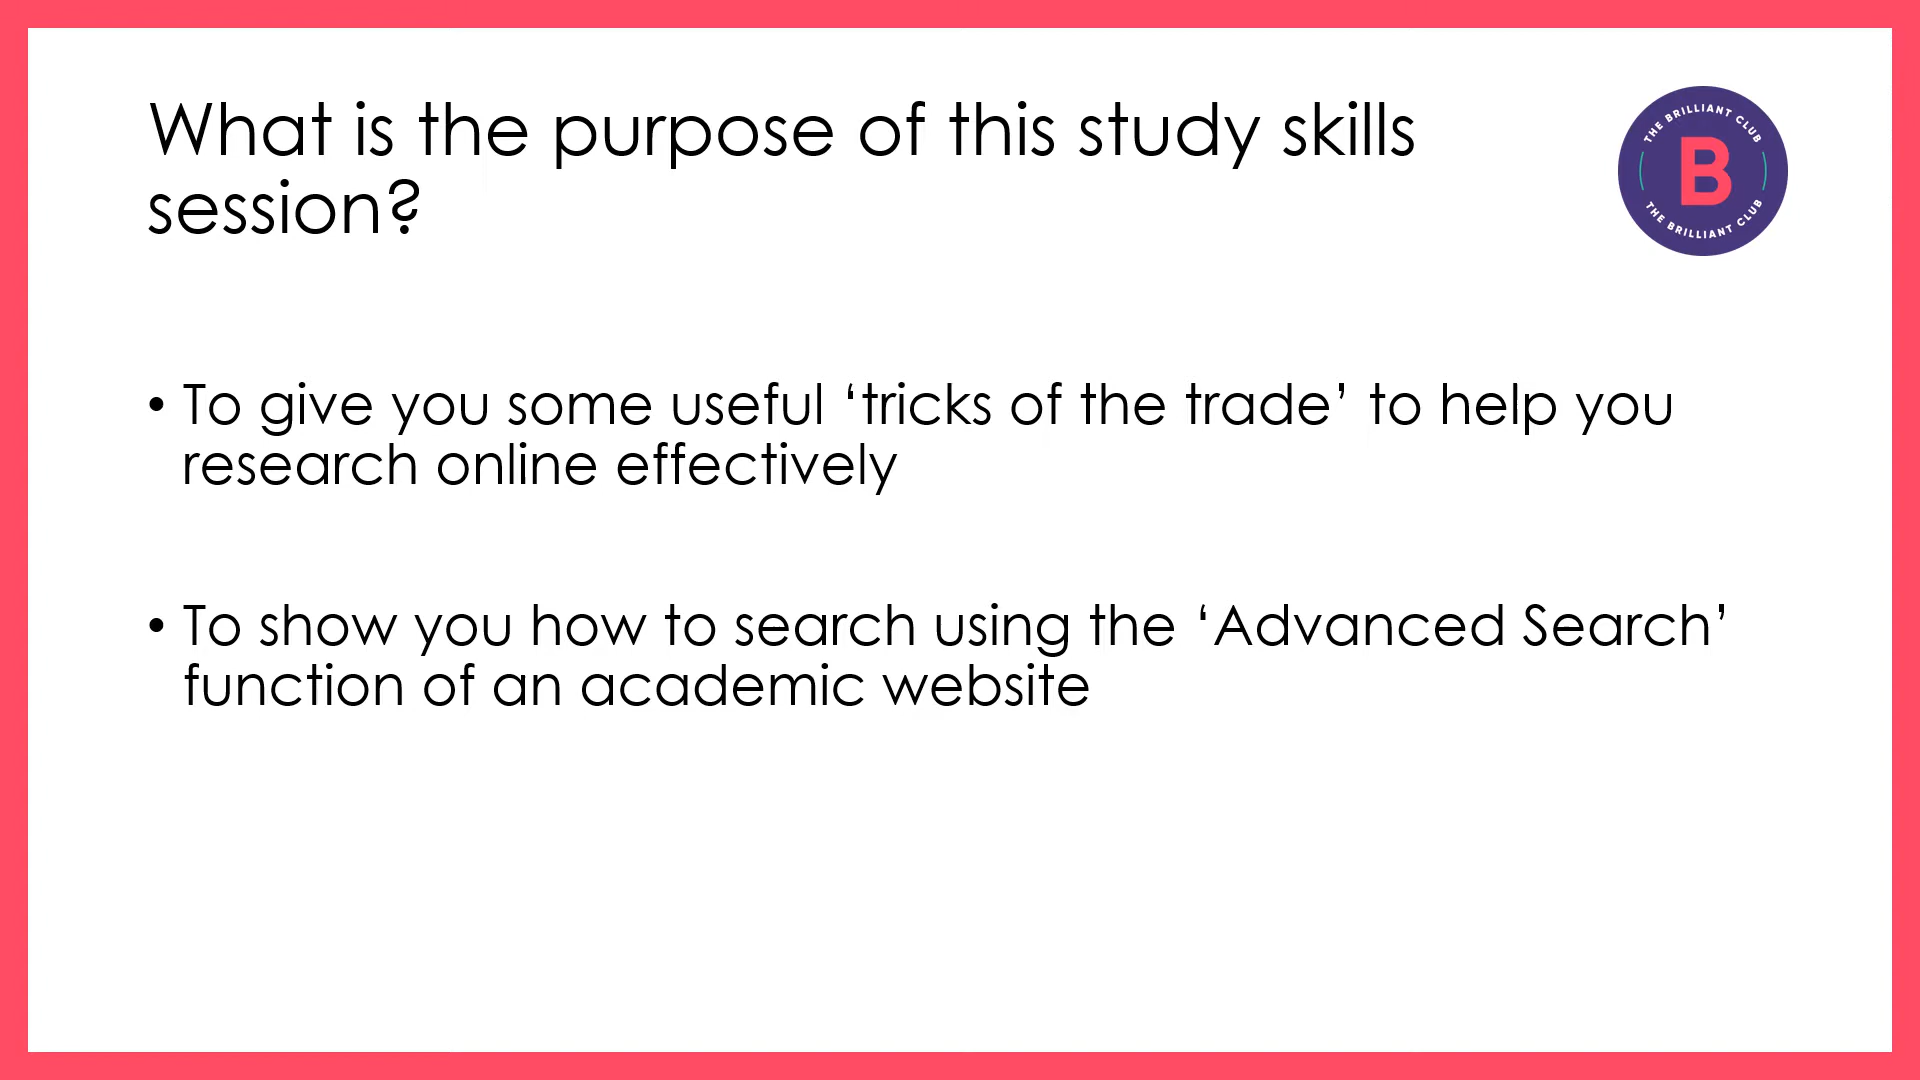 What is the purpose of this study skills
session?
THE BRILLIANT CLUB
B
THE BRILLIANT CLUB
• To give you some useful ‘tricks of the trade’ to help you
research online effectively
• To show you how to search using the ‘Advanced Search’
function of an academic website